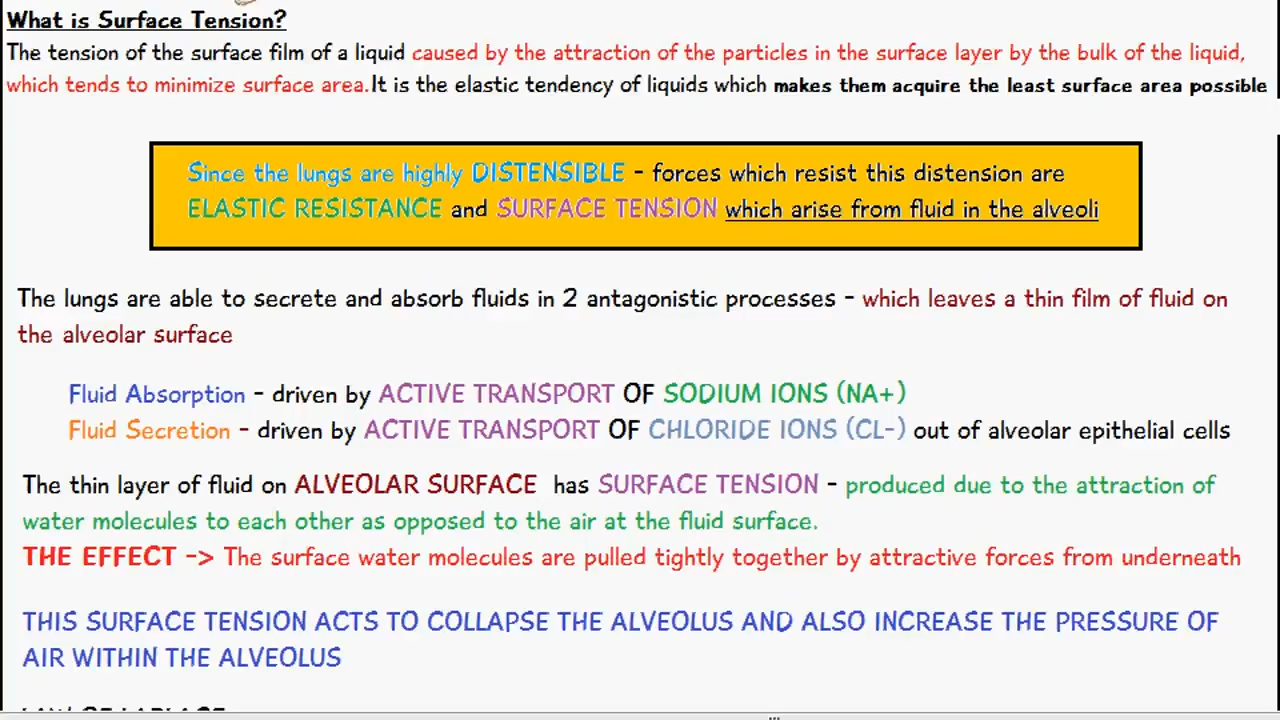 What is Surface Tension?
The tension of the surface film of a liquid caused by the attraction of the particles in the surface layer by the bulk of the liquid,
which tends to minimize surface area.It is the elastic tendency of liquids which makes them acquire the least surface area possible
Since the lungs are highly DISTENSIBLE - forces which resist this distension are
ELASTIC RESISTANCE and SURFACE TENSION which arise from fluid in the alveoli
The lungs are able to secrete and absorb fluids in 2 antagonistic processes - which leaves a thin film of fluid on
the alveolar surface
Fluid Absorption - driven by ACTIVE TRANSPORT OF SODIUM IONS (NA+)
Fluid Secretion - driven by ACTIVE TRANSPORT OF CHLORIDE IONS (CL-) out of alveolar epithelial cells
The thin layer of fluid on ALVEOLAR SURFACE has SURFACE TENSION - produced due to the attraction of
water molecules to each other as opposed to the air at the fluid surface.
THE EFFECT -> The surface water molecules are pulled tightly together by attractive forces from underneath
THIS SURFACE TENSION ACTS TO COLLAPSE THE ALVEOLUS AND ALSO INCREASE THE PRESSURE OF
AIR WITHIN THE ALVEOLUS